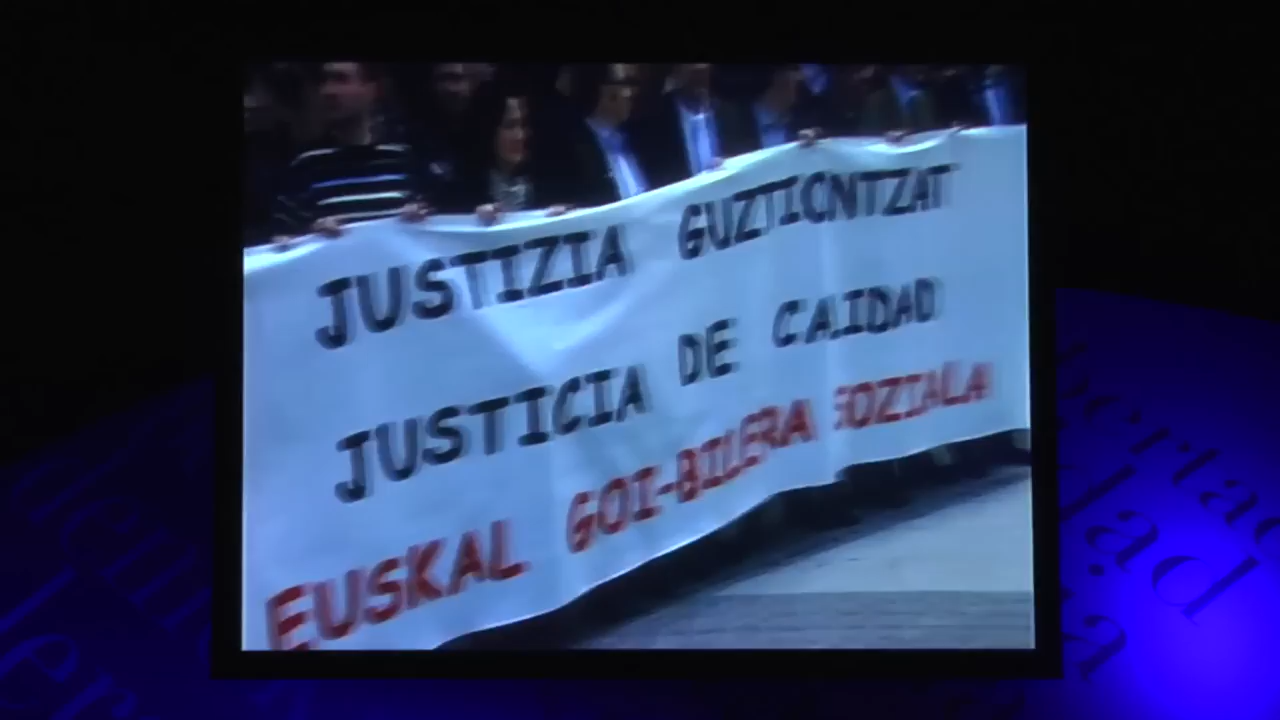 JUSTIZIA GUZTIONTZAT
JUSTICIA DE CAIDAD
EUSKAL GOI-BILERA SOZIALA